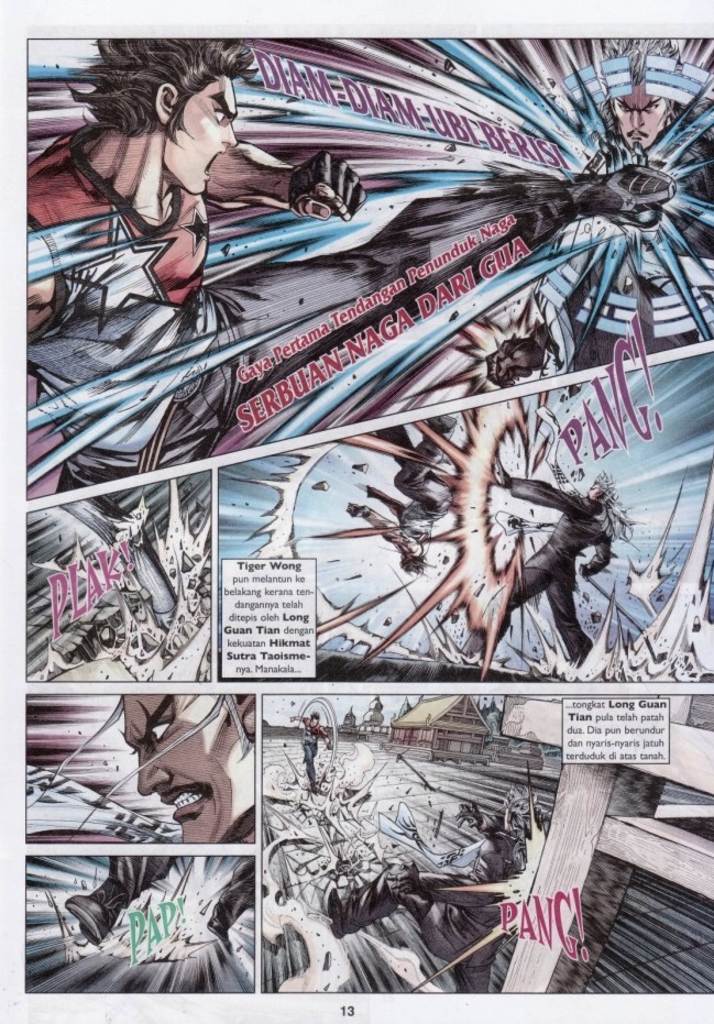 DIAM-DIAM UBI BERISI
Gaya Pertama Tendangan Penunduk Naga
SERBUAN NAGA DARI GUA
PANG!
PLAK!
Tiger Wong
pun melantun ke
belakang kerana ten-
dangannya telah
ditepis oleh Long
Guan Tian dengan
kekuatan Hikmat
Sutra Taoisme-
nya. Manakala...
...tongkat Long Guan
Tian pula telah patah
dua. Dia pun berundur
dan nyaris-nyaris jatuh
terduduk di atas tanah.
PAP!
PANG!
13